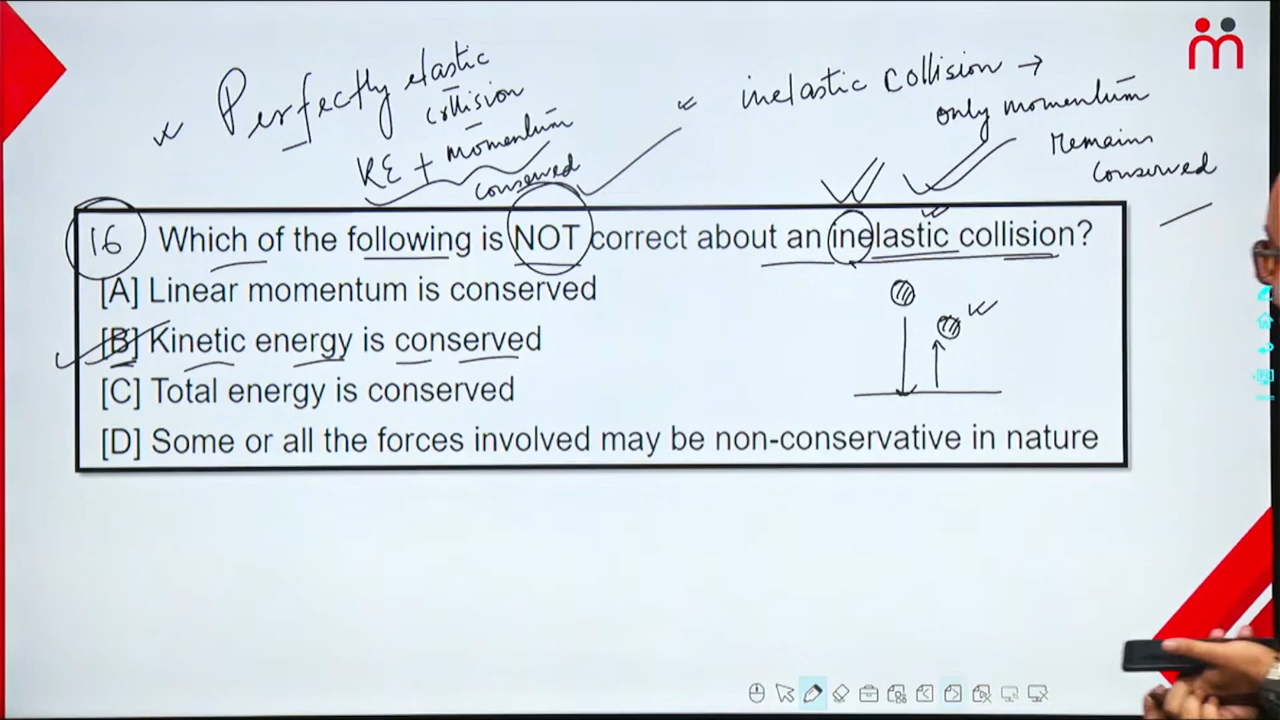 Perfectly elastic
collision
KE + momentum
conserved
inelastic collision →
only momentum
remains
conserved
16 Which of the following is NOT correct about an inelastic collision?
[A] Linear momentum is conserved
[B] Kinetic energy is conserved
[C] Total energy is conserved
[D] Some or all the forces involved may be non-conservative in nature